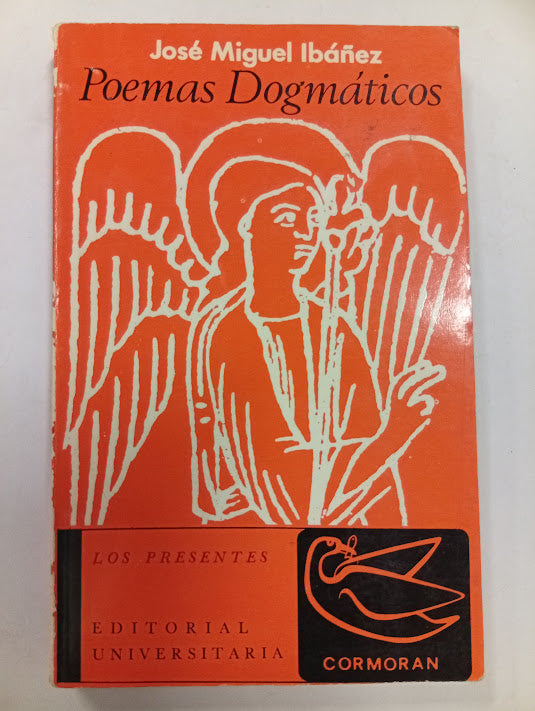 José Miguel Ibáñez
Poemas Dogmáticos
LOS PRESENTES
EDITORIAL
UNIVERSITARIA
CORMORAN